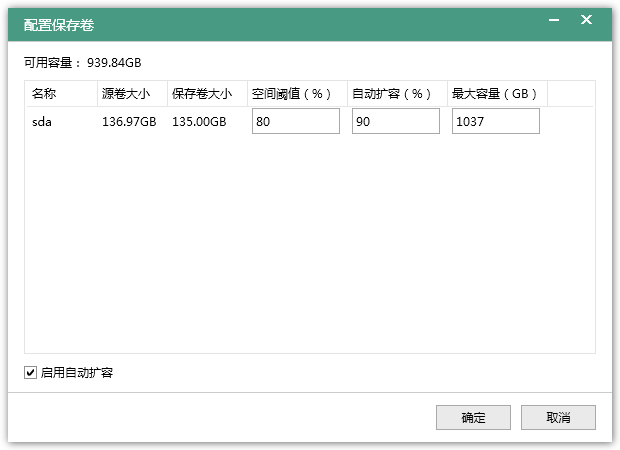 配置保存卷
可用容量： 939.84GB
名称 源卷大小 保存卷大小 空间阈值（%） 自动扩容（%） 最大容量（GB）
sda 136.97GB 135.00GB 80 90 1037
启用自动扩容
确定 取消